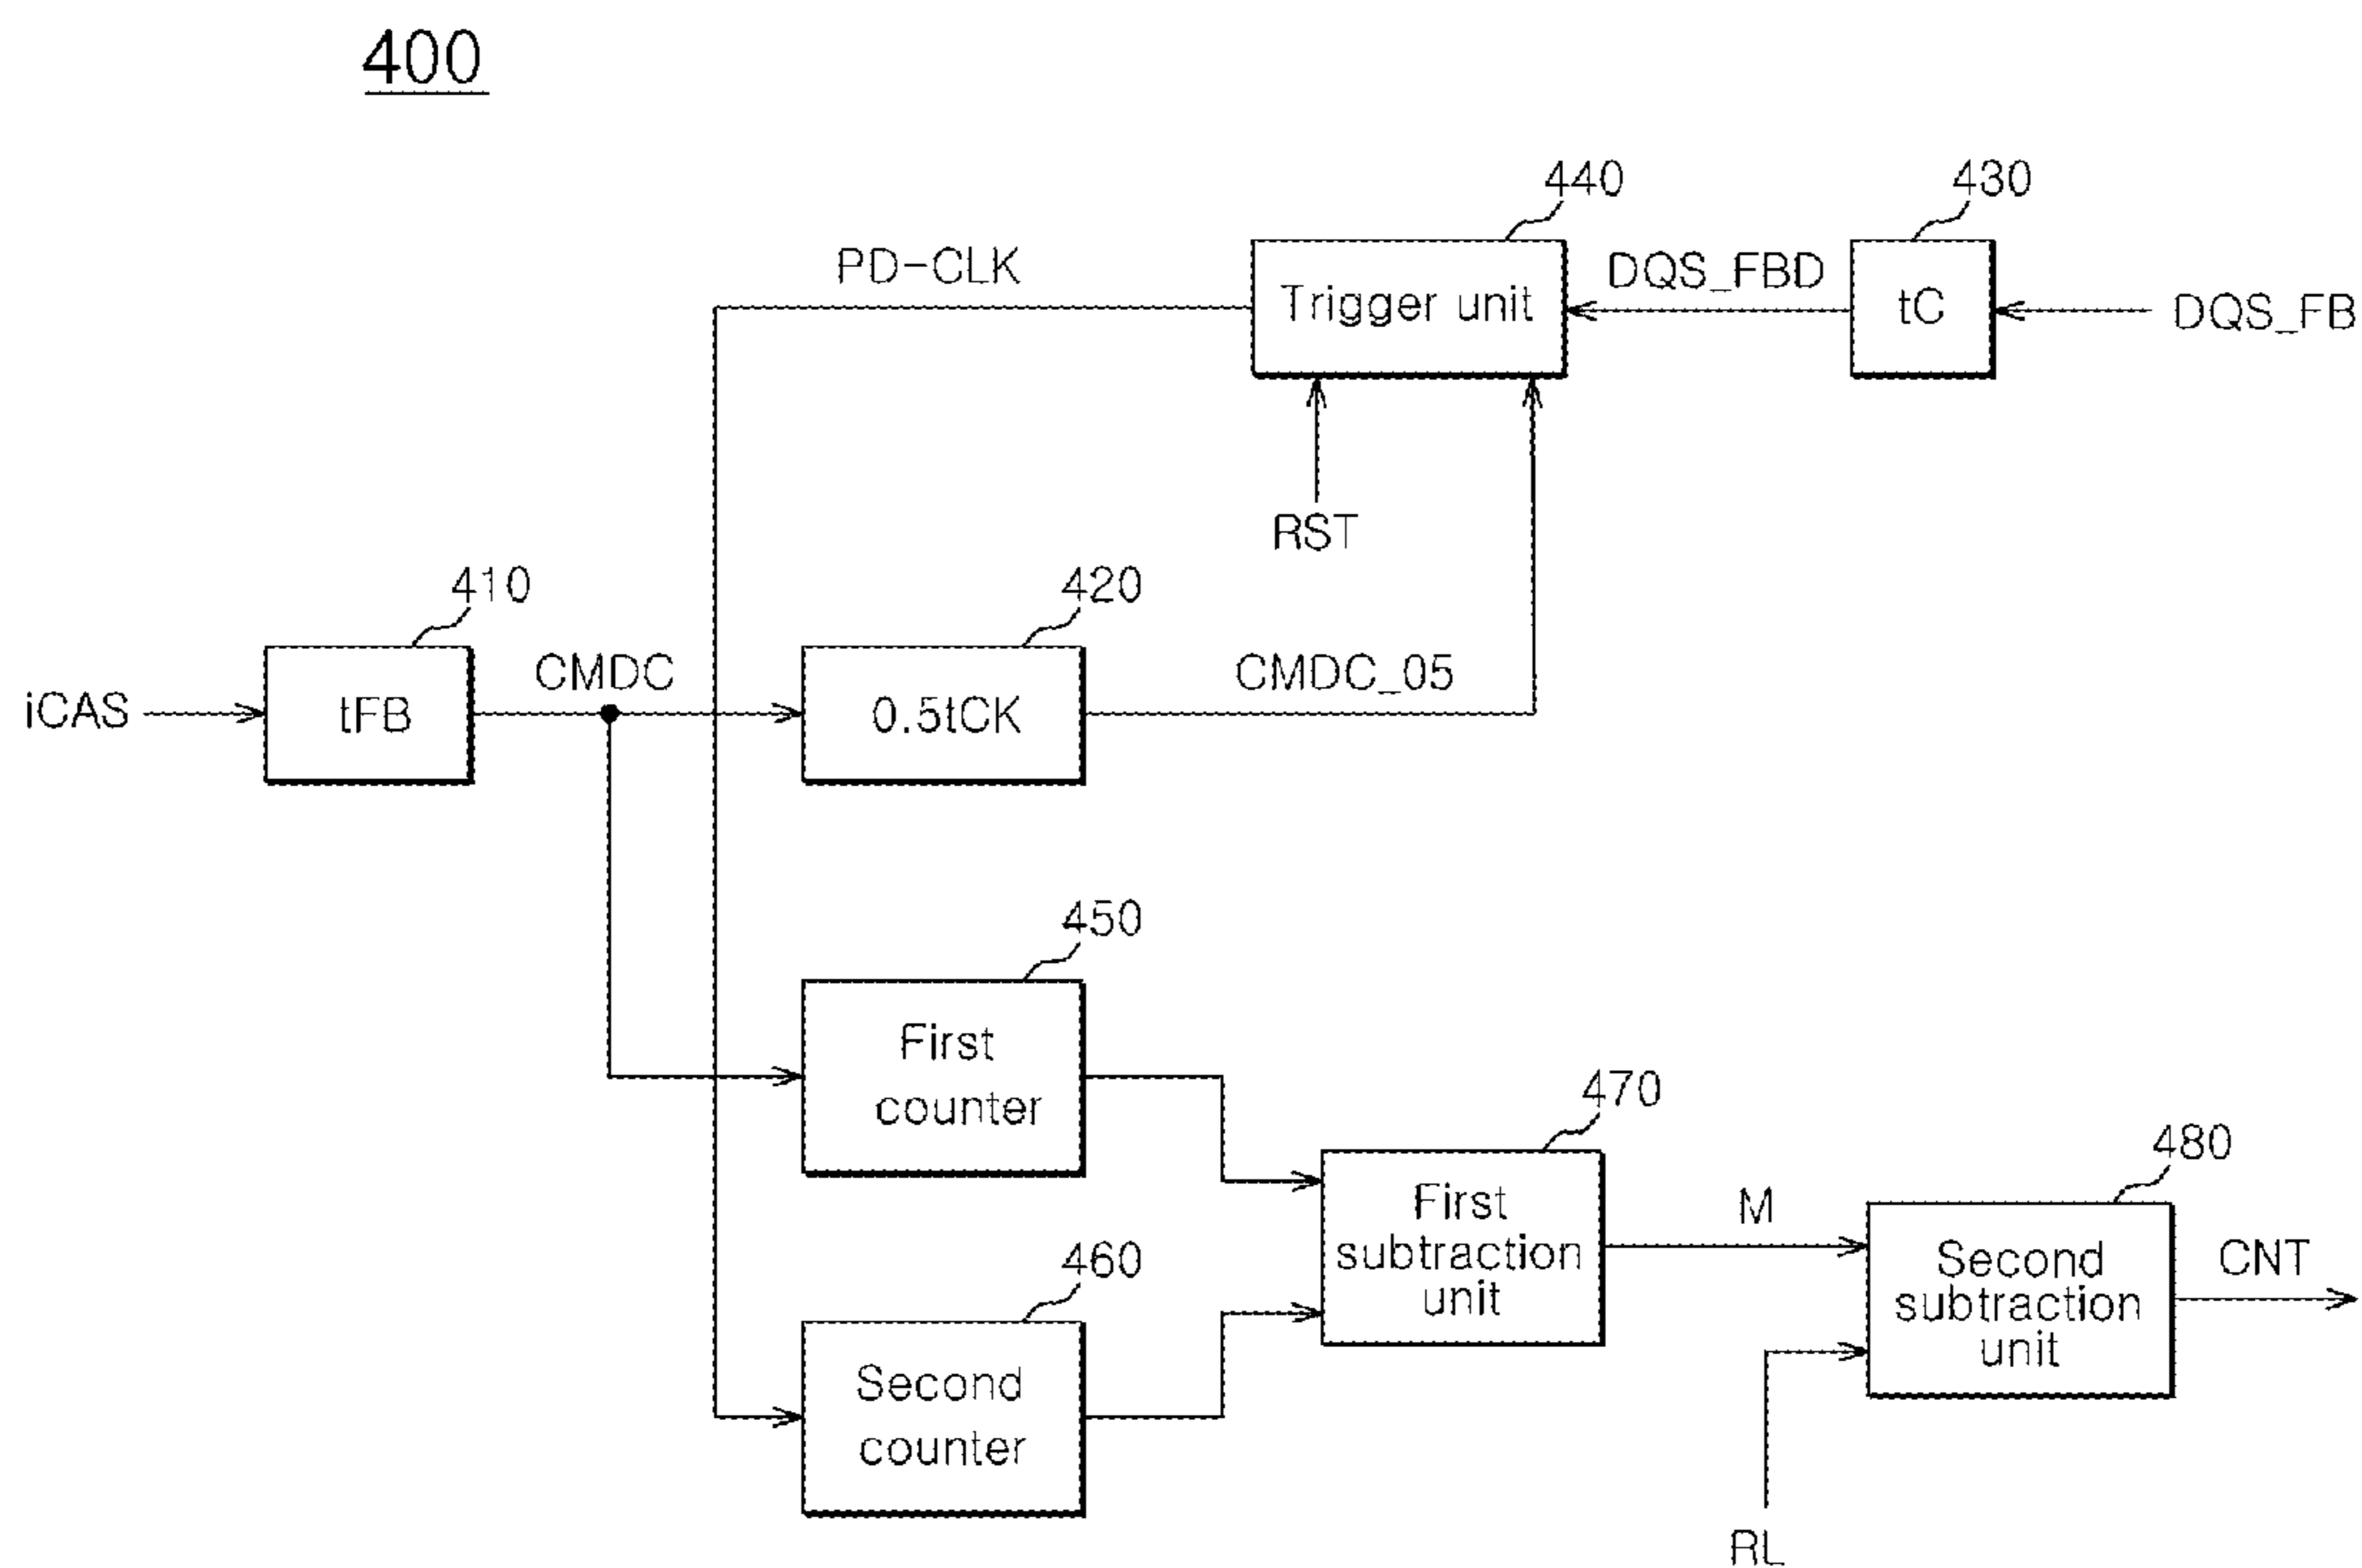 400
440
430
PD-CLK
Trigger unit
DQS_FBD
tC
DQS_FB
RST
410
420
iCAS
tFB
CMDC
0.5tCK
CMDC_05
450
First
counter
470
First
subtraction
unit
M
480
Second
subtraction
unit
CNT
460
Second
counter
RL